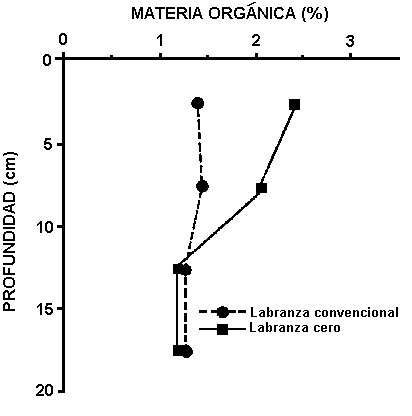 MATERIA ORGÁNICA (%)
0 1 2 3
0
5
10
15
20
PROFUNDIDAD (cm)
Labranza convencional
Labranza cero